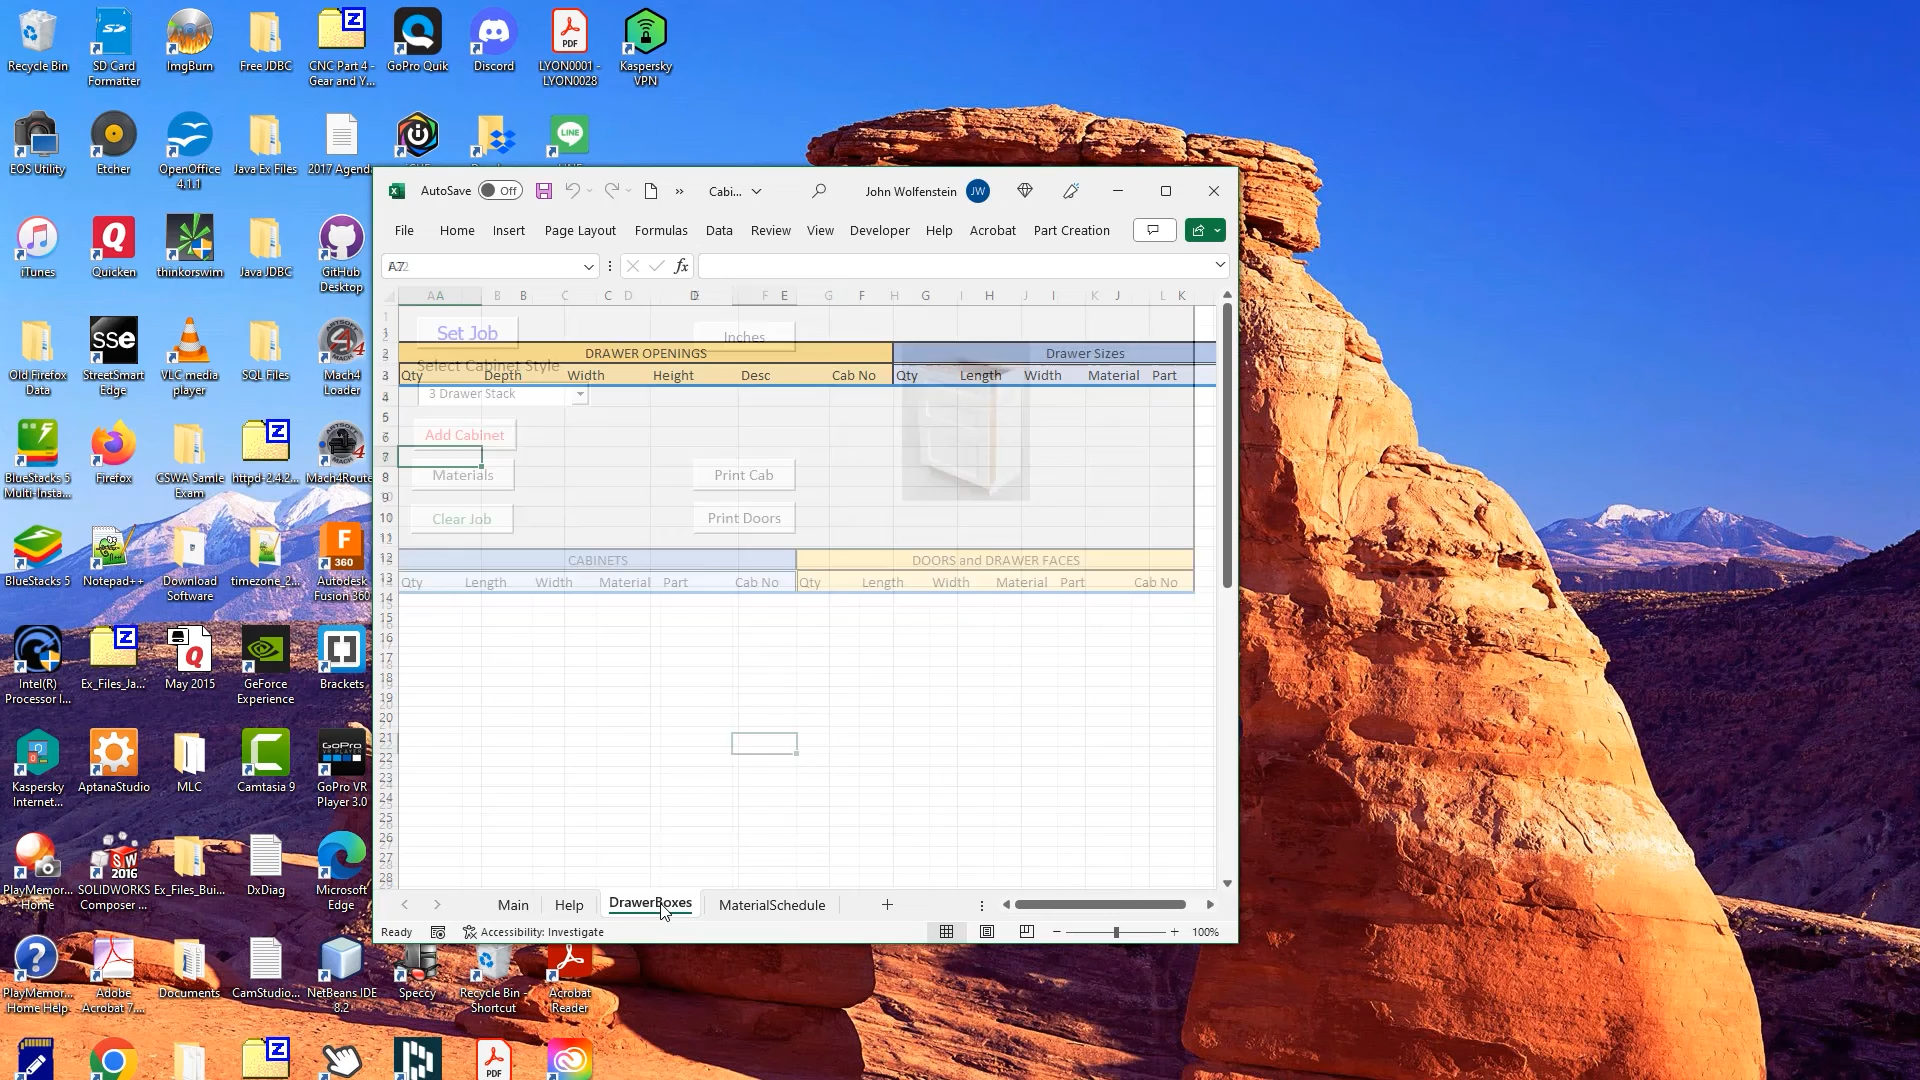 Recycle Bin
SD Card
Formatter
ImgBurn
Free JDBC
CNC Part 4 -
Gear and Y...
GoPro Quik
Discord
LYON0001 -
LYON0028
Kaspersky
VPN
EOS Utility
Etcher
OpenOffice
4.1.1
Java Ex Files
2017 Agend...
LINE
iTunes
Quicken
thinkorswim
Java JDBC
GitHub
Desktop
Old Firefox
Data
StreetSmart
Edge
VLC media
player
SQL Files
Mach4
Loader
BlueStacks 5
Multi-Insta...
Firefox
CSWA Samle
Exam
httpd-2.4.2...
Mach4Route
BlueStacks 5
Notepad++
Download
Software
timezone_2...
Autodesk
Fusion 360
Intel(R)
Processor I...
Ex_Files_Ja...
May 2015
GeForce
Experience
Brackets
Kaspersky
Internet...
AptanaStudio
MLC
Camtasia 9
GoPro VR
Player 3.0
PlayMemor...
Home
SOLIDWORKS
Composer ...
Ex_Files_Bui...
DxDiag
Microsoft
Edge
PlayMemor...
Home Help
Adobe
Acrobat 7....
Documents
CamStudio...
NetBeans IDE
8.2
Speccy
Recycle Bin -
Shortcut
Acrobat
Reader
AutoSave Off Cabi... John Wolfenstein JW
File Home Insert Page Layout Formulas Data Review View Developer Help Acrobat Part Creation
A7
Set Job
Inches
DRAWER OPENINGS Drawer Sizes
Select Cabinet Style
Qty Depth Width Height Desc Cab No Qty Length Width Material Part
3 Drawer Stack
Add Cabinet
Materials
Print Cab
Clear Job
Print Doors
CABINETS DOORS and DRAWER FACES
Qty Length Width Material Part Cab No Qty Length Width Material Part Cab No
Main Help DrawerBoxes MaterialSchedule
Ready Accessibility: Investigate 100%